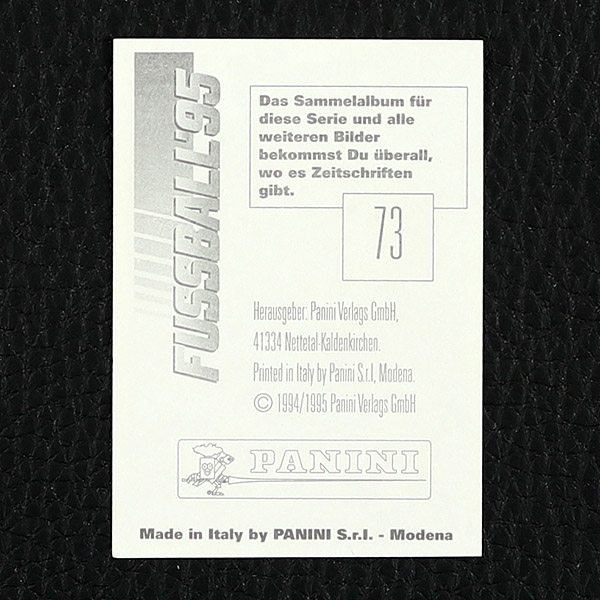 FUSSBALL'95
Das Sammelalbum für
diese Serie und alle
weiteren Bilder
bekommst Du überall,
wo es Zeitschriften
gibt.
73
Herausgeber: Panini Verlags GmbH,
41334 Nettetal-Kaldenkirchen.
Printed in Italy by Panini S.r.l, Modena.
© 1994/1995 Panini Verlags GmbH
PANINI
Made in Italy by PANINI S.r.l. - Modena